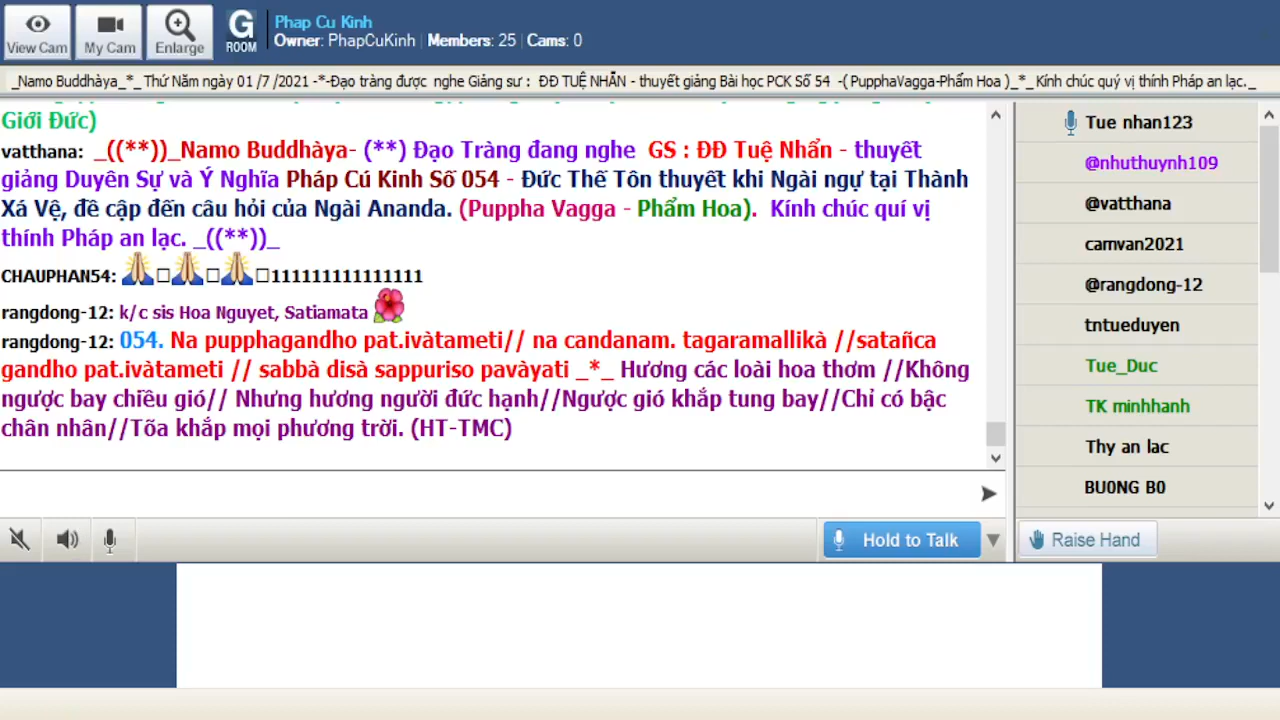 View Cam
My Cam
Enlarge
G
ROOM
Phap Cu Kinh
Owner: PhapCuKinh | Members: 25 | Cams: 0
_Namo Buddhàya_*_ Thứ Năm ngày 01 /7 /2021 -*-Đạo tràng được nghe Giảng sư : ĐĐ TUỆ NHẪN - thuyết giảng Bài học PCK Số 54 -( PupphaVagga-Phẩm Hoa )_*_ Kính chúc quý vị thính Pháp an lạc._
Giới Đức)
vatthana: _((**))_Namo Buddhàya- (**) Đạo Tràng đang nghe GS : ĐĐ Tuệ Nhẩn - thuyết
giảng Duyên Sự và Ý Nghĩa Pháp Cú Kinh Số 054 - Đức Thế Tôn thuyết khi Ngài ngự tại Thành
Xá Vệ, đề cập đến câu hỏi của Ngài Ananda. (Puppha Vagga - Phẩm Hoa). Kính chúc quí vị
thính Pháp an lạc. _((**))_
CHAUPHAN54: 🙏□🙏□🙏□111111111111111
rangdong-12: k/c sis Hoa Nguyet, Satiamata 🌺
rangdong-12: 054. Na pupphagandho pat.ivàtameti// na candanam. tagaramallikà //satañca
gandho pat.ivàtameti // sabbà disà sappuriso pavàyati _*_ Hương các loài hoa thơm //Không
ngược bay chiều gió// Nhưng hương người đức hạnh//Ngược gió khắp tung bay//Chỉ có bậc
chân nhân//Tõa khắp mọi phương trời. (HT-TMC)
Tue nhan123
@nhuthuynh109
@vatthana
camvan2021
@rangdong-12
tntueduyen
Tue_Duc
TK minhhanh
Thy an lac
BU0NG B0
Hold to Talk
Raise Hand